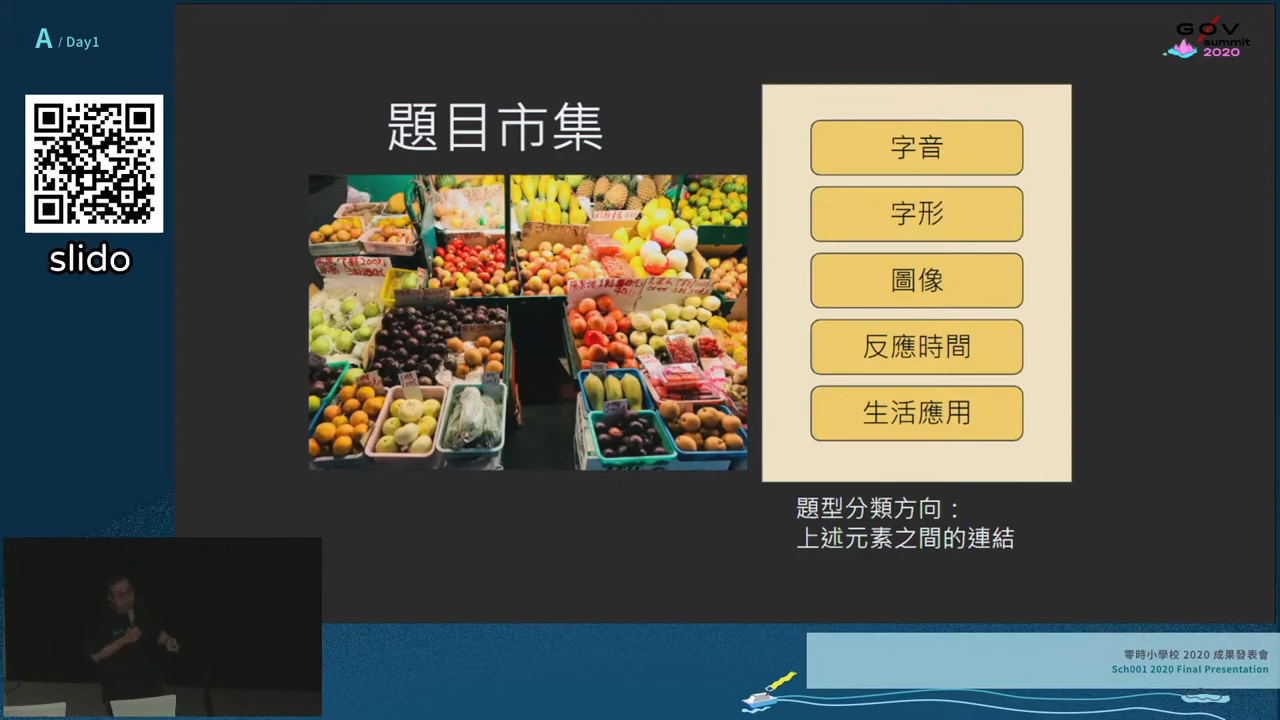 A / Day1
GOV
summit
2020
slido
題目市集
字音
字形
圖像
反應時間
生活應用
題型分類方向：
上述元素之間的連結
零時小學校 2020 成果發表會
Sch001 2020 Final Presentation